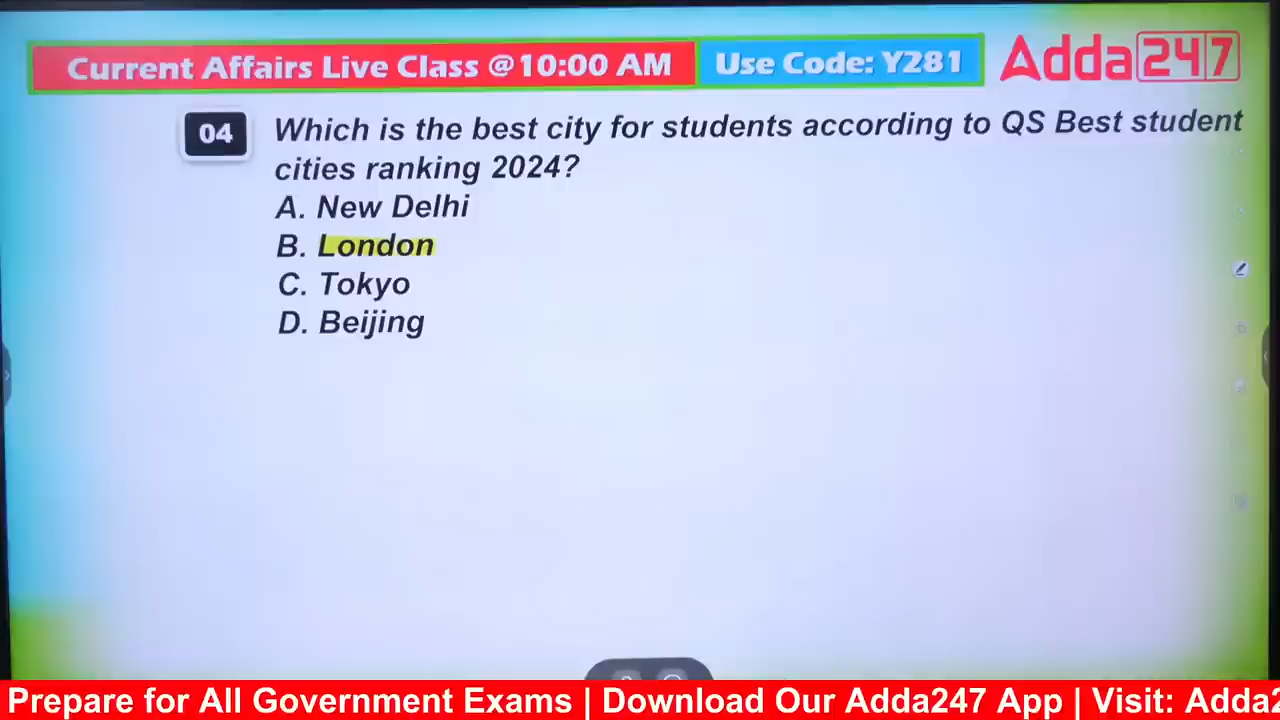 Current Affairs Live Class @10:00 AM
Use Code: Y281
Adda247
04
Which is the best city for students according to QS Best student
cities ranking 2024?
A. New Delhi
B. London
C. Tokyo
D. Beijing
Prepare for All Government Exams | Download Our Adda247 App | Visit: